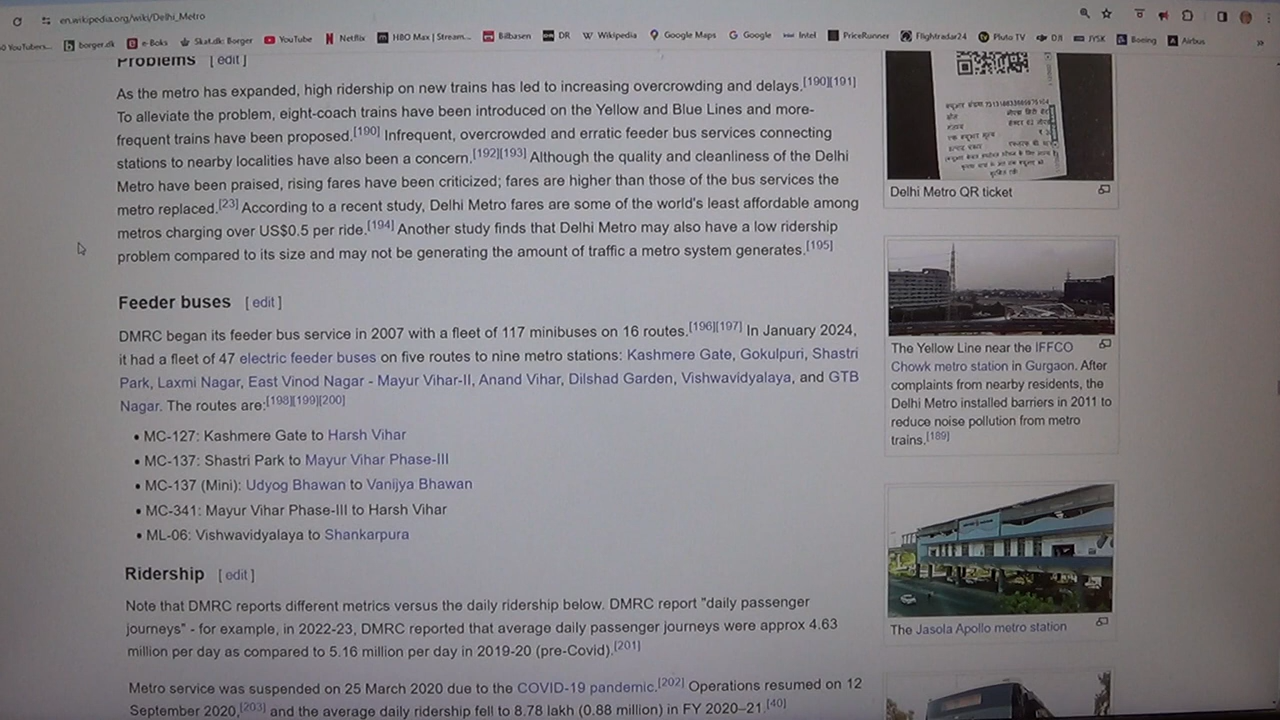 en.wikipedia.org/wiki/Delhi_Metro
YouTubers... borger.dk e-Boks Skat.dk: Borger YouTube Netflix HBO Max | Stream... Bilbasen DR Wikipedia Google Maps Google Intel PriceRunner Flightradar24 Pluto TV DJI JYSK Boeing Airbus »
Problems [ edit ]
As the metro has expanded, high ridership on new trains has led to increasing overcrowding and delays.[190][191]
To alleviate the problem, eight-coach trains have been introduced on the Yellow and Blue Lines and more-
frequent trains have been proposed.[190] Infrequent, overcrowded and erratic feeder bus services connecting
stations to nearby localities have also been a concern.[192][193] Although the quality and cleanliness of the Delhi
Metro have been praised, rising fares have been criticized; fares are higher than those of the bus services the
metro replaced.[23] According to a recent study, Delhi Metro fares are some of the world's least affordable among
metros charging over US$0.5 per ride.[194] Another study finds that Delhi Metro may also have a low ridership
problem compared to its size and may not be generating the amount of traffic a metro system generates.[195]
Feeder buses [ edit ]
DMRC began its feeder bus service in 2007 with a fleet of 117 minibuses on 16 routes.[196][197] In January 2024,
it had a fleet of 47 electric feeder buses on five routes to nine metro stations: Kashmere Gate, Gokulpuri, Shastri
Park, Laxmi Nagar, East Vinod Nagar - Mayur Vihar-II, Anand Vihar, Dilshad Garden, Vishwavidyalaya, and GTB
Nagar. The routes are:[198][199][200]
• MC-127: Kashmere Gate to Harsh Vihar
• MC-137: Shastri Park to Mayur Vihar Phase-III
• MC-137 (Mini): Udyog Bhawan to Vanijya Bhawan
• MC-341: Mayur Vihar Phase-III to Harsh Vihar
• ML-06: Vishwavidyalaya to Shankarpura
Ridership [ edit ]
Note that DMRC reports different metrics versus the daily ridership below. DMRC report "daily passenger
journeys" - for example, in 2022-23, DMRC reported that average daily passenger journeys were approx 4.63
million per day as compared to 5.16 million per day in 2019-20 (pre-Covid).[201]
Metro service was suspended on 25 March 2020 due to the COVID-19 pandemic.[202] Operations resumed on 12
September 2020,[203] and the average daily ridership fell to 8.78 lakh (0.88 million) in FY 2020–21.[40]
Delhi Metro QR ticket
The Yellow Line near the IFFCO
Chowk metro station in Gurgaon. After
complaints from nearby residents, the
Delhi Metro installed barriers in 2011 to
reduce noise pollution from metro
trains.[189]
The Jasola Apollo metro station